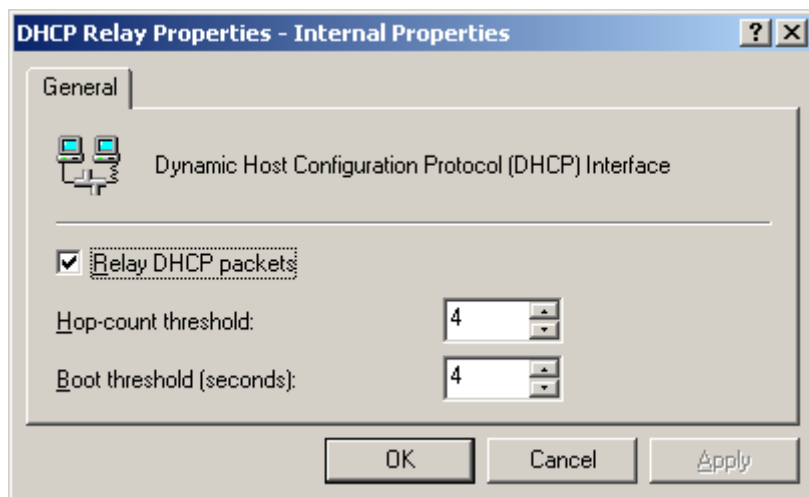 DHCP Relay Properties - Internal Properties
General
Dynamic Host Configuration Protocol (DHCP) Interface
Relay DHCP packets
Hop-count threshold: 4
Boot threshold (seconds): 4
OK Cancel Apply